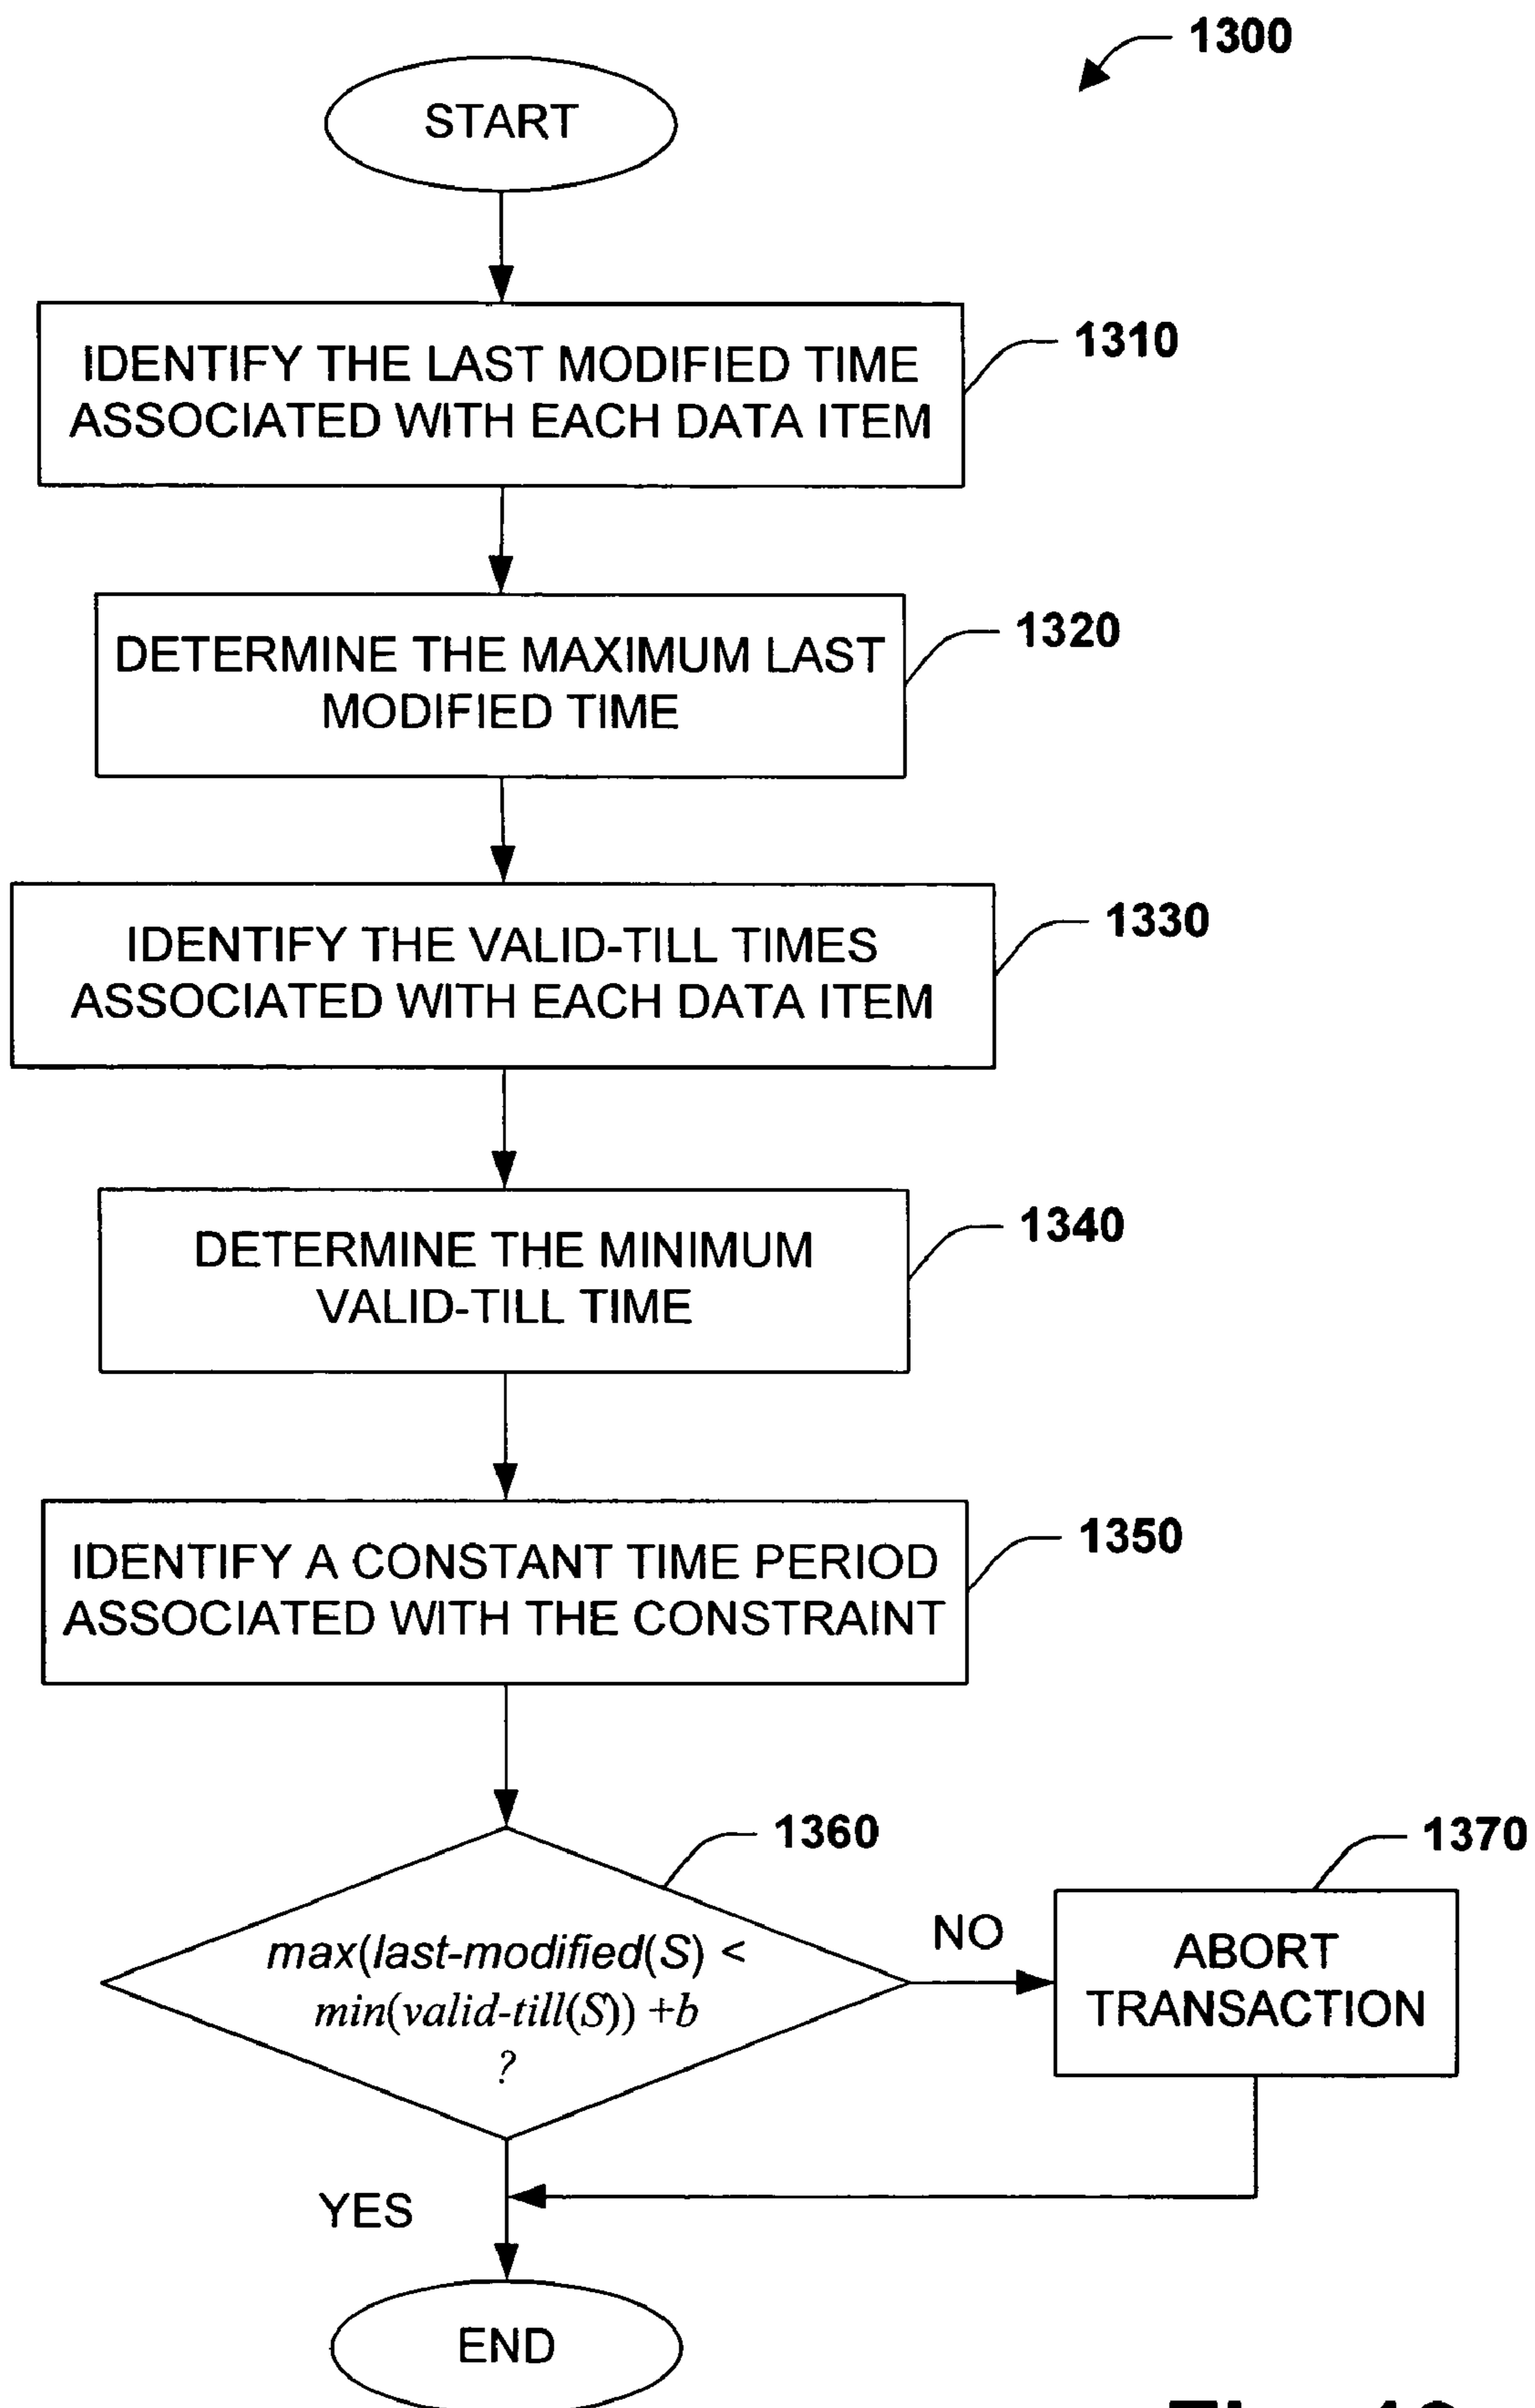 1300
START
IDENTIFY THE LAST MODIFIED TIME
ASSOCIATED WITH EACH DATA ITEM
1310
DETERMINE THE MAXIMUM LAST
MODIFIED TIME
1320
IDENTIFY THE VALID-TILL TIMES
ASSOCIATED WITH EACH DATA ITEM
1330
DETERMINE THE MINIMUM
VALID-TILL TIME
1340
IDENTIFY A CONSTANT TIME PERIOD
ASSOCIATED WITH THE CONSTRAINT
1350
1360
max(last-modified(S) <
min(valid-till(S)) +b
?
NO
1370
ABORT
TRANSACTION
YES
END